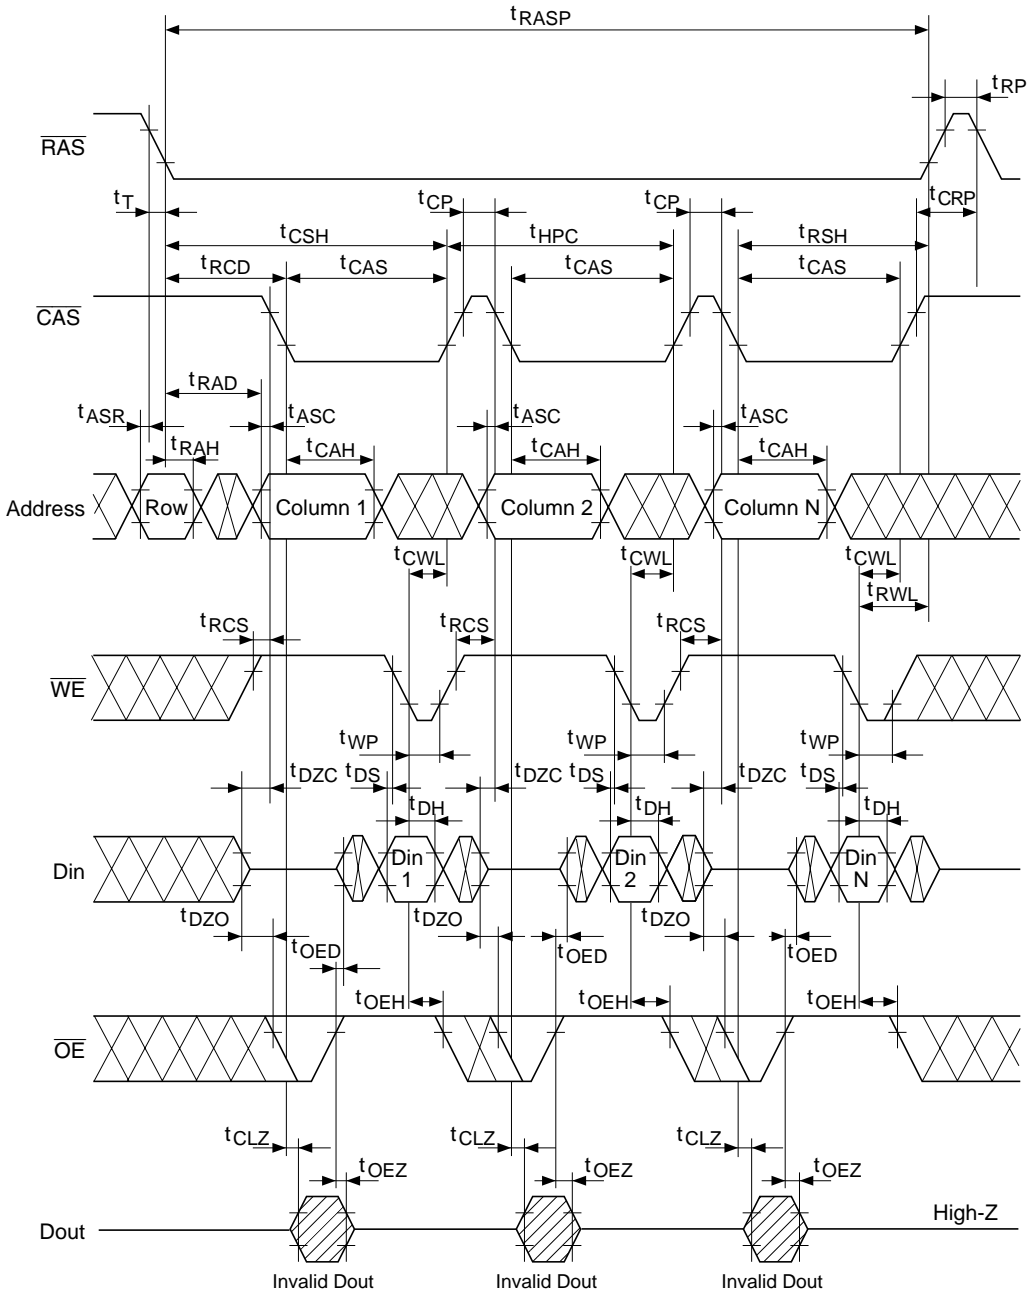 tRASP
tRP
RAS
tT
tCP
tCP
tCRP
tCSH
tHPC
tRSH
tRCD
tCAS
tCAS
tCAS
CAS
tRAD
tASR
tASC
tASC
tASC
tRAH
tCAH
tCAH
tCAH
Address
Row
Column 1
Column 2
Column N
tCWL
tCWL
tCWL
tRWL
tRCS
tRCS
tRCS
WE
tWP
tWP
tWP
tDZC
tDS
tDZC
tDS
tDZC
tDS
tDH
tDH
tDH
Din
Din 1
Din 2
Din N
tDZO
tDZO
tDZO
tOED
tOED
tOED
tOEH
tOEH
tOEH
OE
tCLZ
tCLZ
tCLZ
tOEZ
tOEZ
tOEZ
Dout
High-Z
Invalid Dout
Invalid Dout
Invalid Dout